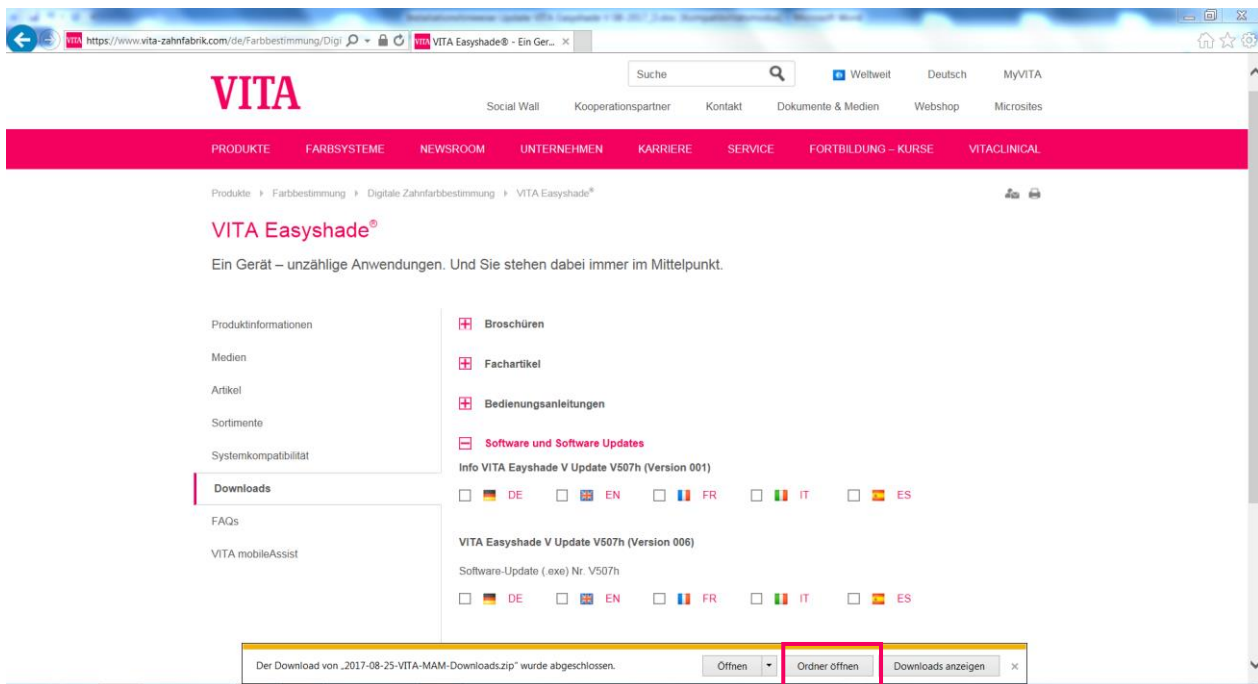 https://www.vita-zahnfabrik.com/de/Farbbestimmung/Digi
VITA VITA Easyshade® - Ein Ger...
VITA
Suche
Weltweit Deutsch MyVITA
Social Wall Kooperationspartner Kontakt Dokumente & Medien Webshop Microsites
PRODUKTE FARBSYSTEME NEWSROOM UNTERNEHMEN KARRIERE SERVICE FORTBILDUNG – KURSE VITACLINICAL
Produkte Farbbestimmung Digitale Zahnfarbbestimmung VITA Easyshade®
VITA Easyshade®
Ein Gerät – unzählige Anwendungen. Und Sie stehen dabei immer im Mittelpunkt.
Produktinformationen
Medien
Artikel
Sortimente
Systemkompatibilität
Downloads
FAQs
VITA mobileAssist
Broschüren
Fachartikel
Bedienungsanleitungen
Software und Software Updates
Info VITA Eayshade V Update V507h (Version 001)
DE EN FR IT ES
VITA Easyshade V Update V507h (Version 006)
Software-Update (.exe) Nr. V507h
DE EN FR IT ES
Der Download von „2017-08-25-VITA-MAM-Downloads.zip" wurde abgeschlossen. Öffnen Ordner öffnen Downloads anzeigen